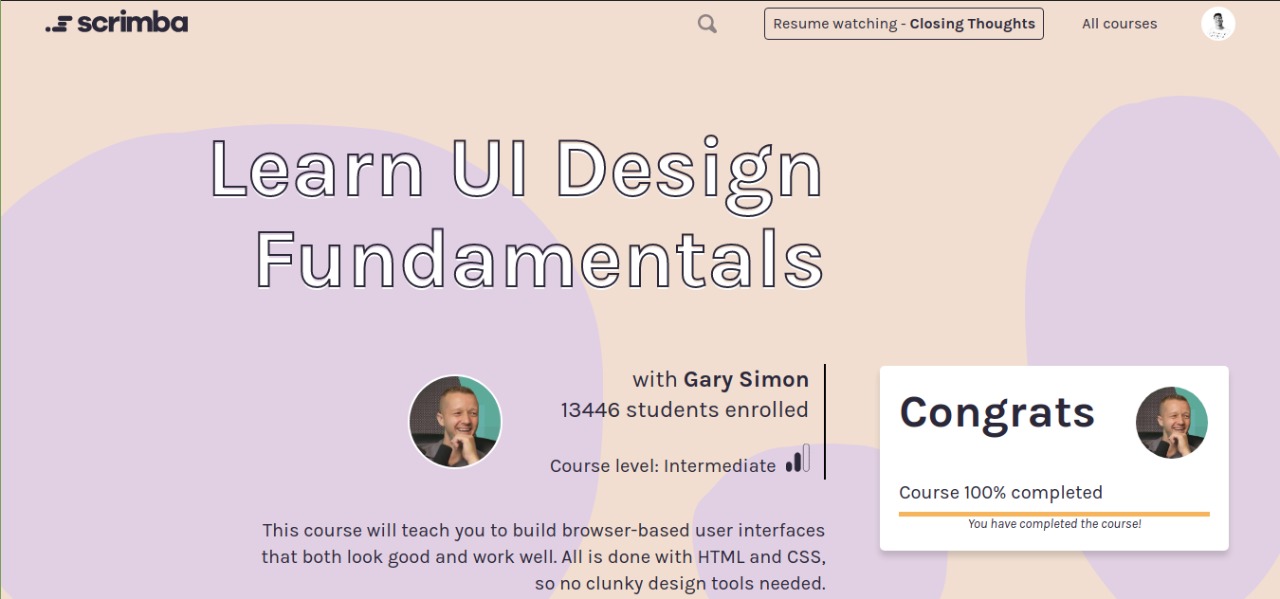 scrimba
Resume watching - Closing Thoughts
All courses
Learn UI Design
Fundamentals
with Gary Simon
13446 students enrolled
Course level: Intermediate
This course will teach you to build browser-based user interfaces
that both look good and work well. All is done with HTML and CSS,
so no clunky design tools needed.
Congrats
Course 100% completed
You have completed the course!